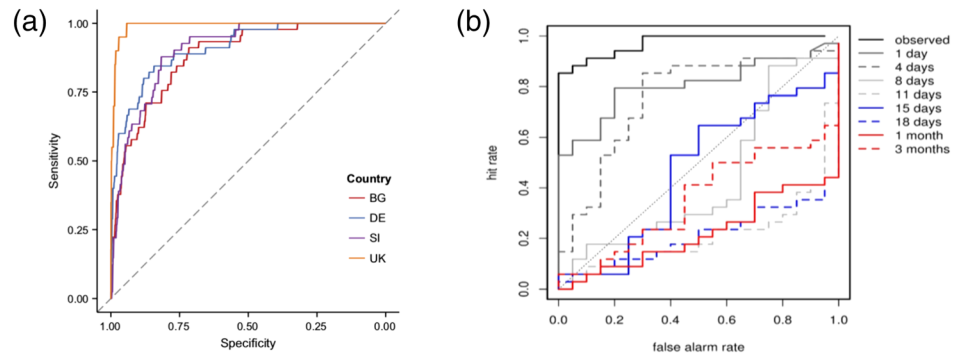 (a)
1.00
0.75
0.50
0.25
0.00
Sensitivity
1.00
0.75
0.50
0.25
0.00
Specificity
Country
BG
DE
SI
UK
(b)
1.0
0.8
0.6
0.4
0.2
0.0
hit rate
0.0
0.2
0.4
0.6
0.8
1.0
false alarm rate
observed
1 day
4 days
8 days
11 days
15 days
18 days
1 month
3 months